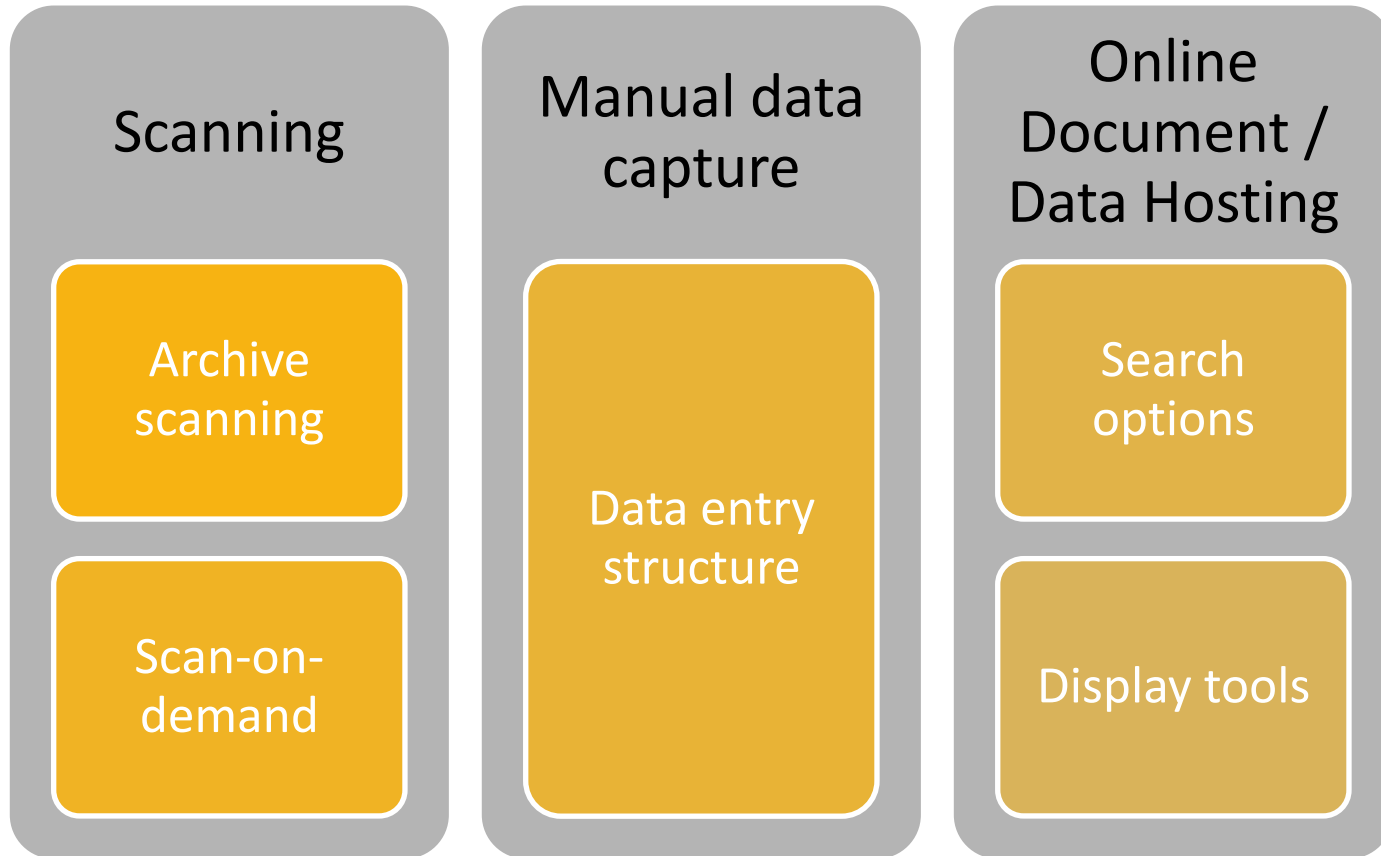 Scanning
Archive
scanning
Scan-on-
demand
Manual data
capture
Data entry
structure
Online
Document /
Data Hosting
Search
options
Display tools